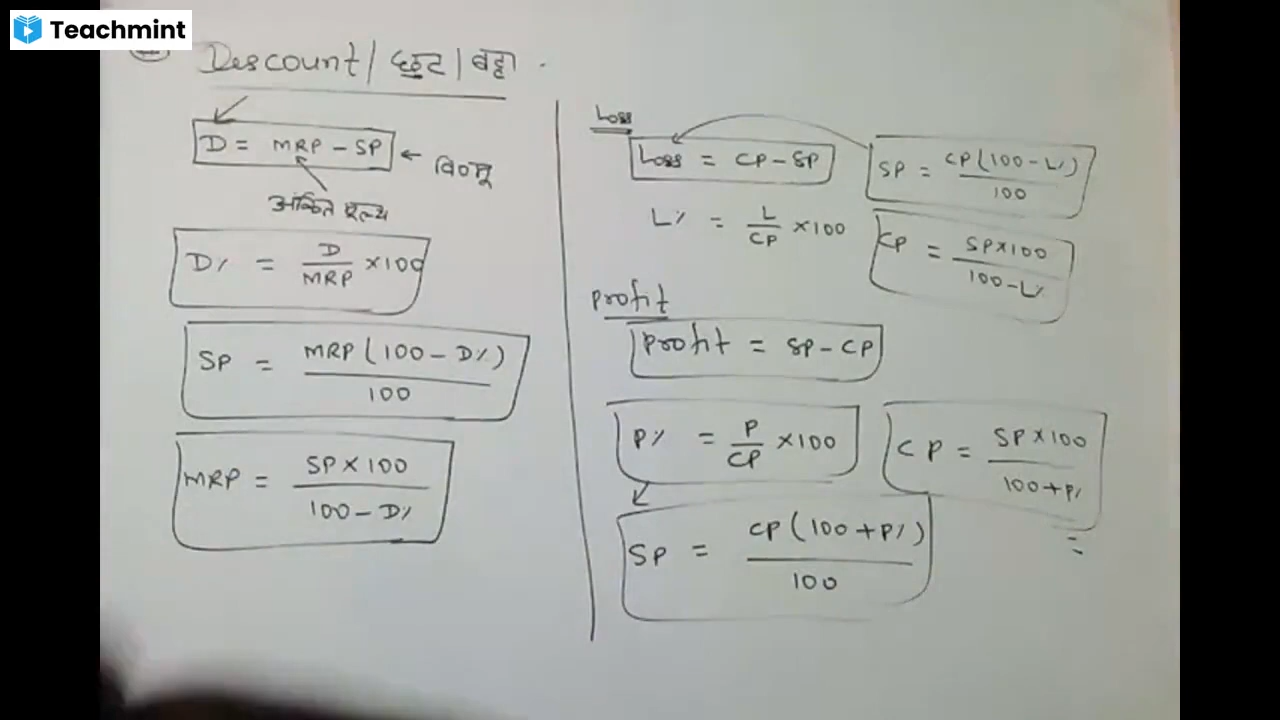 Teachmint
Descount / छुट / बट्टा
D = MRP - SP ← वि०मू
अंकित मूल्य
D% = D/MRP ×100
SP = MRP(100 - D%)/100
MRP = SP×100/100 - D%
Loss
Loss = CP - SP
SP = CP(100 - L%)/100
L% = L/CP ×100
CP = SP×100/100 - L%
Profit
Profit = SP - CP
P% = P/CP ×100
CP = SP×100/100+P%
SP = CP(100+P%)/100